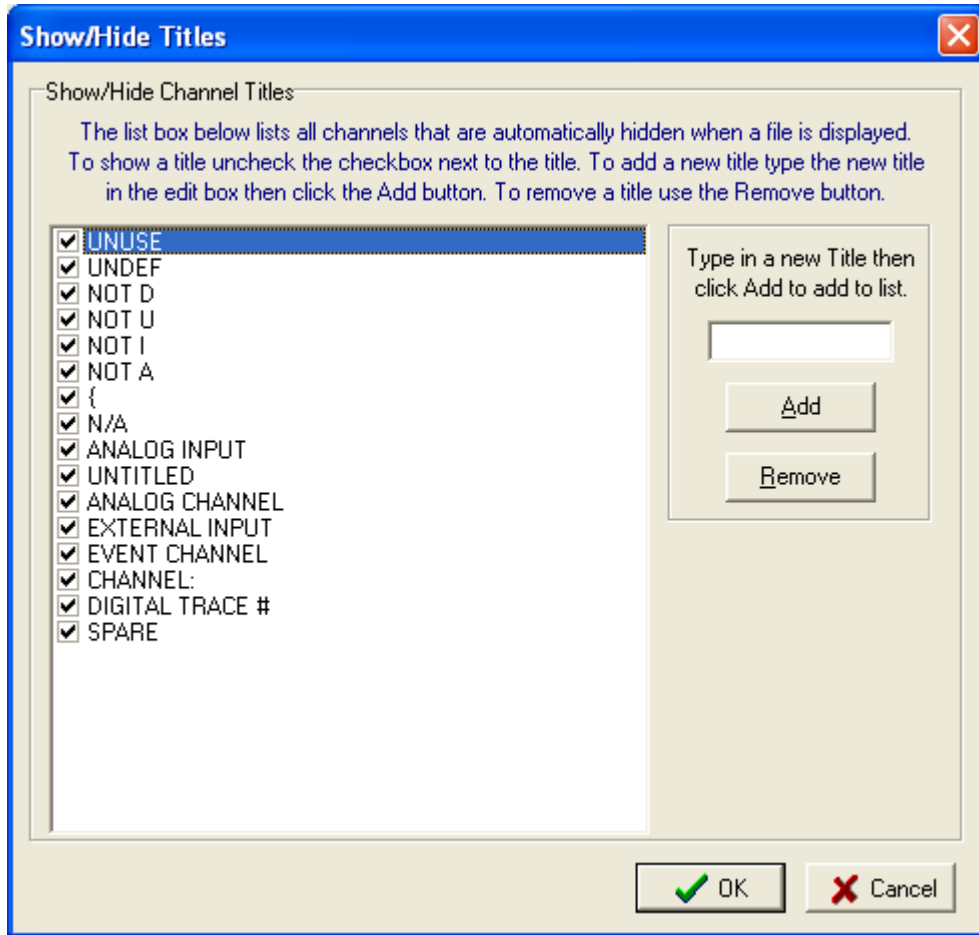 Show/Hide Titles
Show/Hide Channel Titles
The list box below lists all channels that are automatically hidden when a file is displayed.
To show a title uncheck the checkbox next to the title. To add a new title type the new title
in the edit box then click the Add button. To remove a title use the Remove button.
UNUSE
UNDEF
NOT D
NOT U
NOT I
NOT A
{
N/A
ANALOG INPUT
UNTITLED
ANALOG CHANNEL
EXTERNAL INPUT
EVENT CHANNEL
CHANNEL:
DIGITAL TRACE #
SPARE
Type in a new Title then
click Add to add to list.
Add
Remove
OK
Cancel